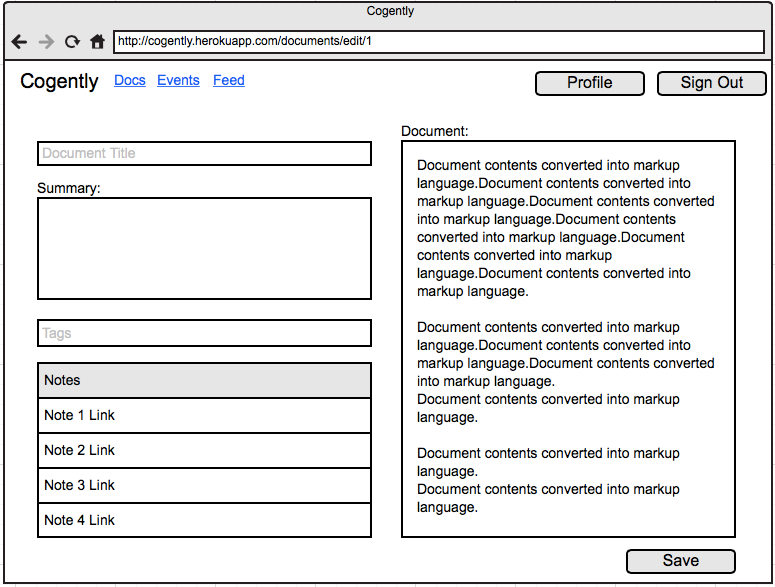 Cogently
http://cogently.herokuapp.com/documents/edit/1
Cogently Docs Events Feed Profile Sign Out
Document Title
Summary:
Tags
Notes
Note 1 Link
Note 2 Link
Note 3 Link
Note 4 Link
Document:
Document contents converted into markup
language.Document contents converted into
markup language.Document contents converted
into markup language.Document contents
converted into markup language.Document
contents converted into markup
language.Document contents converted into
markup language.
Document contents converted into markup
language.Document contents converted into
markup language.Document contents converted
into markup language.
Document contents converted into markup
language.
Document contents converted into markup
language.
Document contents converted into markup
language.
Save